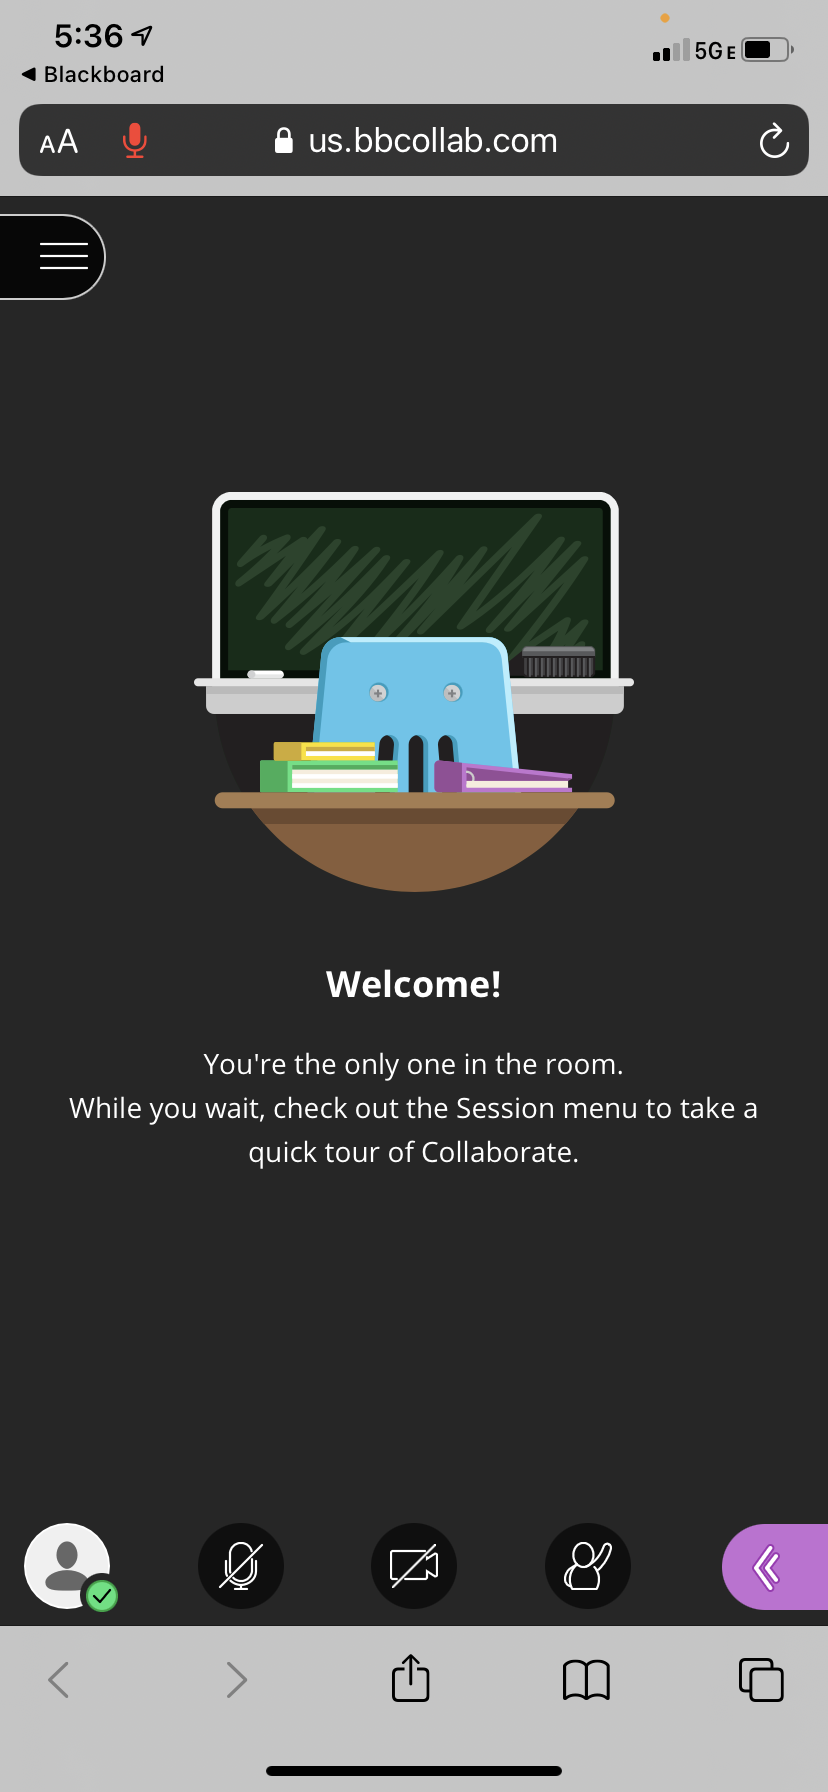 5:36
5G E
Blackboard
AA
us.bbcollab.com
Welcome!
You're the only one in the room.
While you wait, check out the Session menu to take a
quick tour of Collaborate.